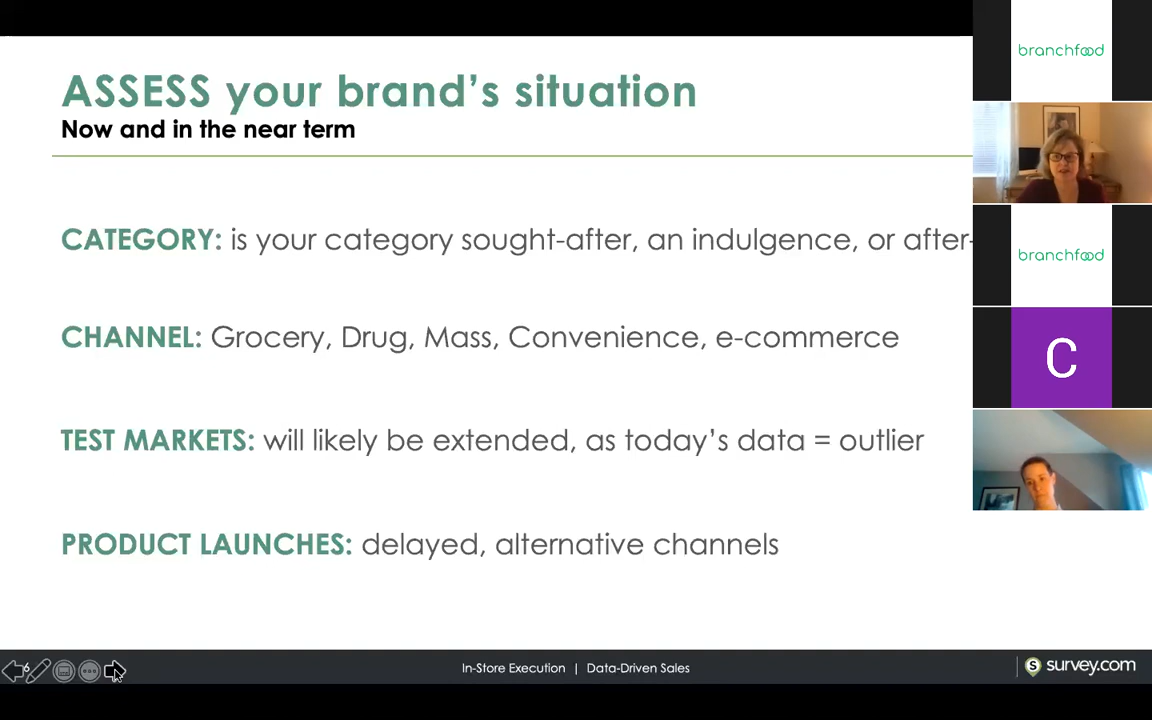 ASSESS your brand's situation
Now and in the near term
CATEGORY: is your category sought-after, an indulgence, or after-
CHANNEL: Grocery, Drug, Mass, Convenience, e-commerce
TEST MARKETS: will likely be extended, as today's data = outlier
PRODUCT LAUNCHES: delayed, alternative channels
6
In-Store Execution | Data-Driven Sales
S survey.com
branchfood
branchfood
C